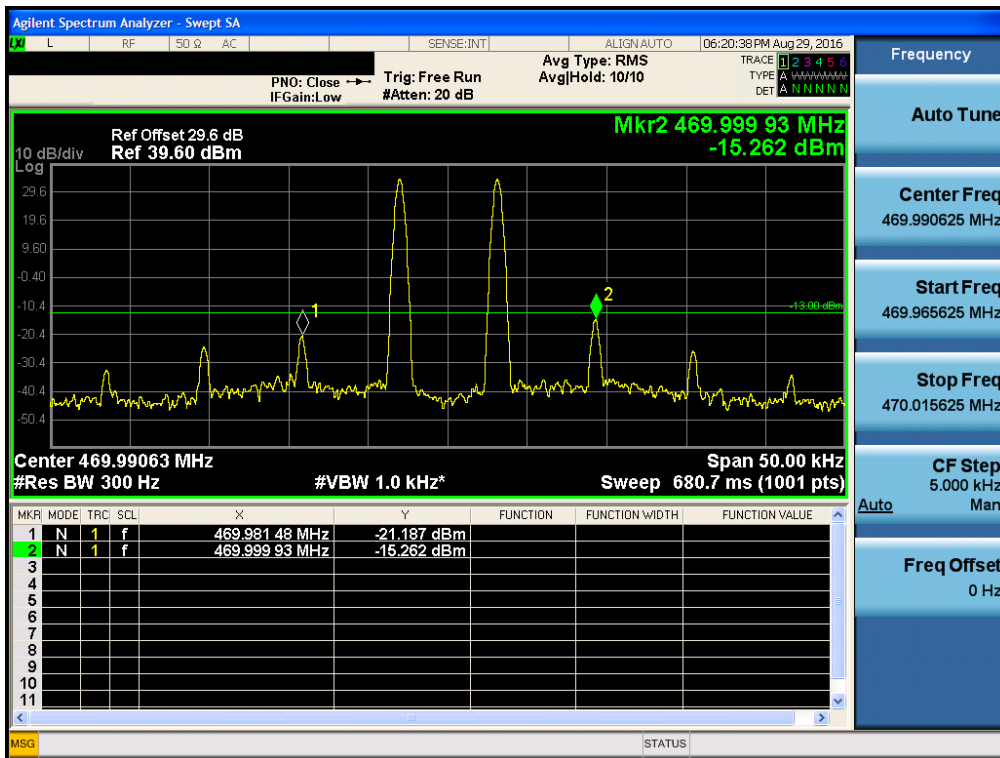 Agilent Spectrum Analyzer - Swept SA
LXI L RF 50 Ω AC SENSE:INT ALIGN AUTO 06:20:38 PM Aug 29, 2016
PNO: Close
IFGain:Low
Trig: Free Run
#Atten: 20 dB
Avg Type: RMS
Avg|Hold: 10/10
TRACE 1 2 3 4 5 6
TYPE A WWWWW
DET A N N N N N
Ref Offset 29.6 dB
10 dB/div Ref 39.60 dBm
Log
Mkr2 469.999 93 MHz
-15.262 dBm
29.6
19.6
9.60
-0.40
-10.4
-20.4
-30.4
-40.4
-50.4
1
2
-13.00 dBm
Center 469.99063 MHz Span 50.00 kHz
#Res BW 300 Hz #VBW 1.0 kHz* Sweep 680.7 ms (1001 pts)
MKR MODE TRC SCL X Y FUNCTION FUNCTION WIDTH FUNCTION VALUE
1 N 1 f 469.981 48 MHz -21.187 dBm
2 N 1 f 469.999 93 MHz -15.262 dBm
3
4
5
6
7
8
9
10
11
MSG STATUS
Frequency
Auto Tune
Center Freq
469.990625 MHz
Start Freq
469.965625 MHz
Stop Freq
470.015625 MHz
CF Step
5.000 kHz
Auto Man
Freq Offset
0 Hz